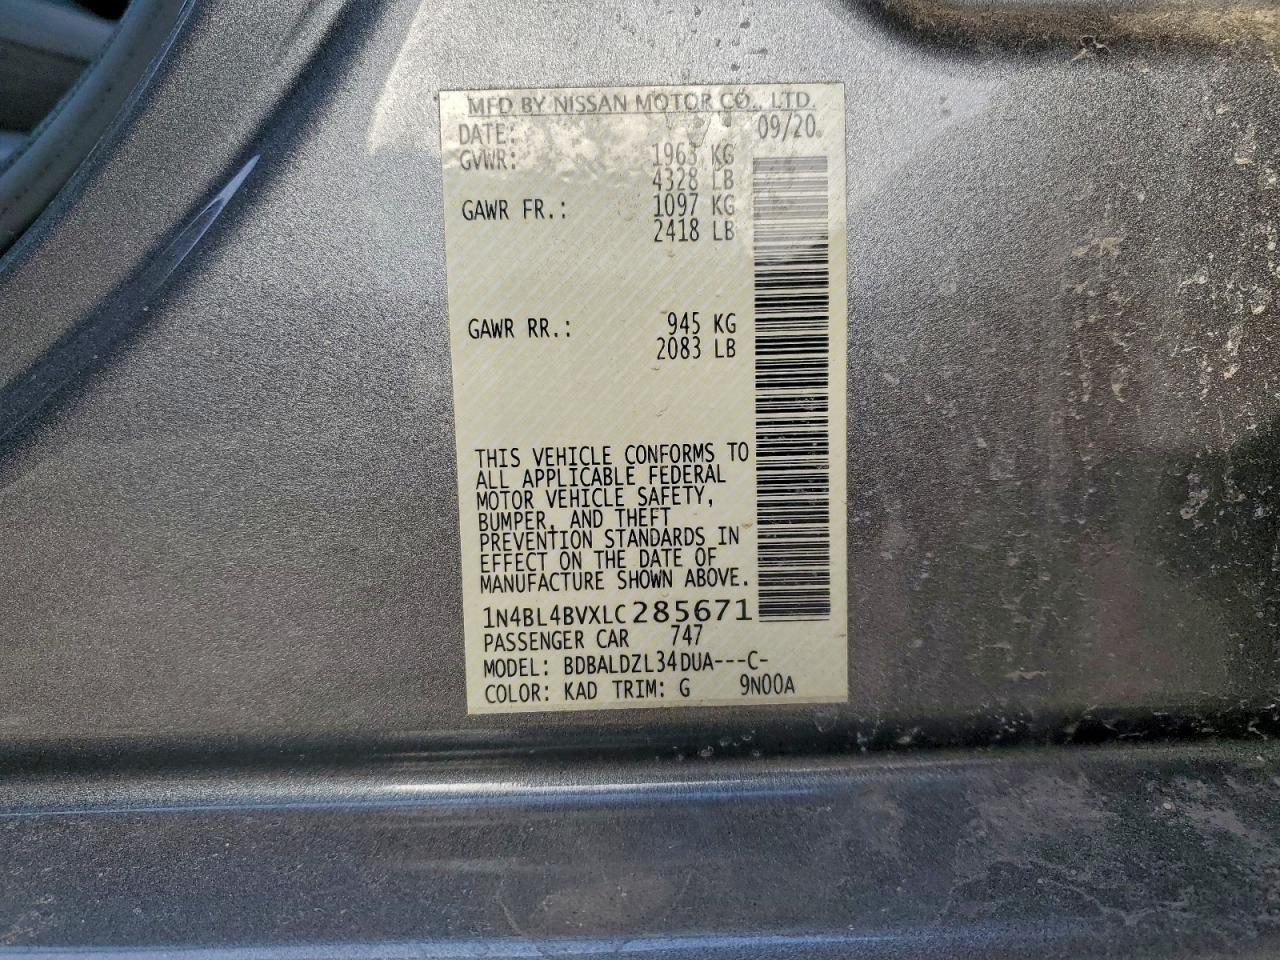 MFD BY NISSAN MOTOR CO., LTD.
DATE: 09/20
GVWR: 1963 KG
4328 LB
GAWR FR.: 1097 KG
2418 LB
GAWR RR.: 945 KG
2083 LB
THIS VEHICLE CONFORMS TO
ALL APPLICABLE FEDERAL
MOTOR VEHICLE SAFETY,
BUMPER, AND THEFT
PREVENTION STANDARDS IN
EFFECT ON THE DATE OF
MANUFACTURE SHOWN ABOVE.
1N4BL4BVXLC285671
PASSENGER CAR 747
MODEL: BDBALDZL34DUA---C-
COLOR: KAD TRIM: G 9N00A